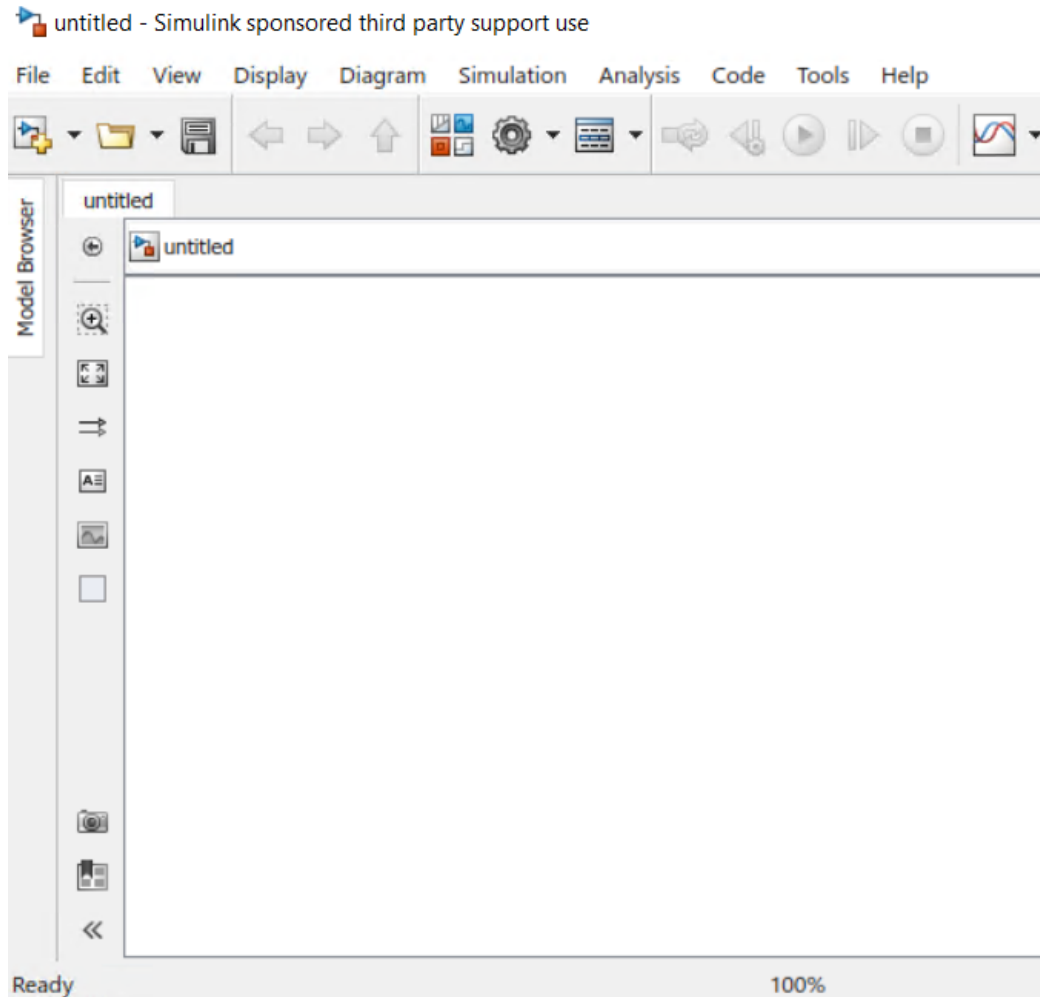 untitled - Simulink sponsored third party support use
File Edit View Display Diagram Simulation Analysis Code Tools Help
Model Browser
untitled
untitled
Ready 100%